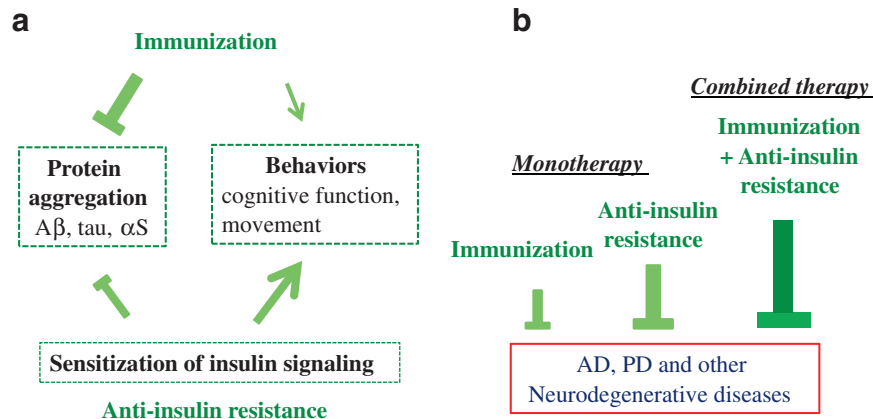 a
Immunization
Protein
aggregation
Aβ, tau, αS
Behaviors
cognitive function,
movement
Sensitization of insulin signaling
Anti-insulin resistance
b
Combined therapy
Immunization
+ Anti-insulin
resistance
Monotherapy
Anti-insulin
resistance
Immunization
AD, PD and other
Neurodegenerative diseases